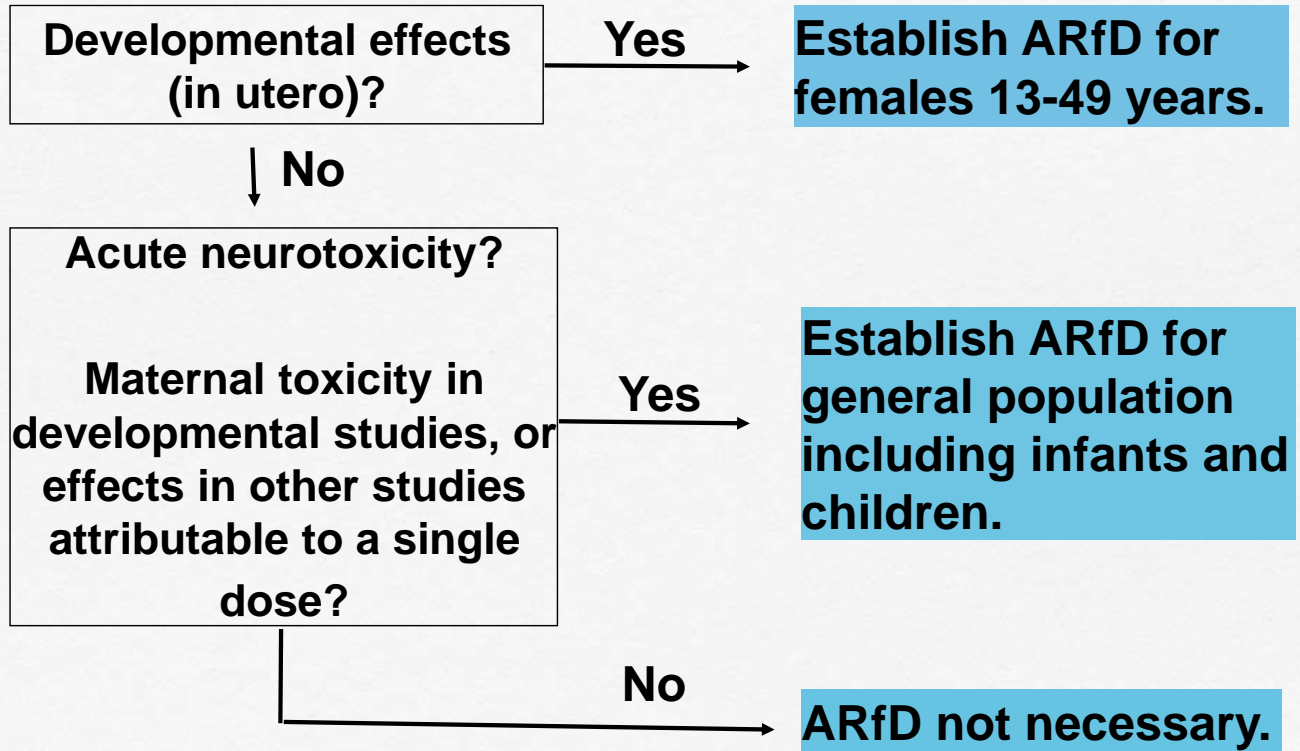 Developmental effects
(in utero)?
Yes
Establish ARfD for
females 13-49 years.
No
Acute neurotoxicity?
Maternal toxicity in
developmental studies, or
effects in other studies
attributable to a single
dose?
Yes
Establish ARfD for
general population
including infants and
children.
No
ARfD not necessary.